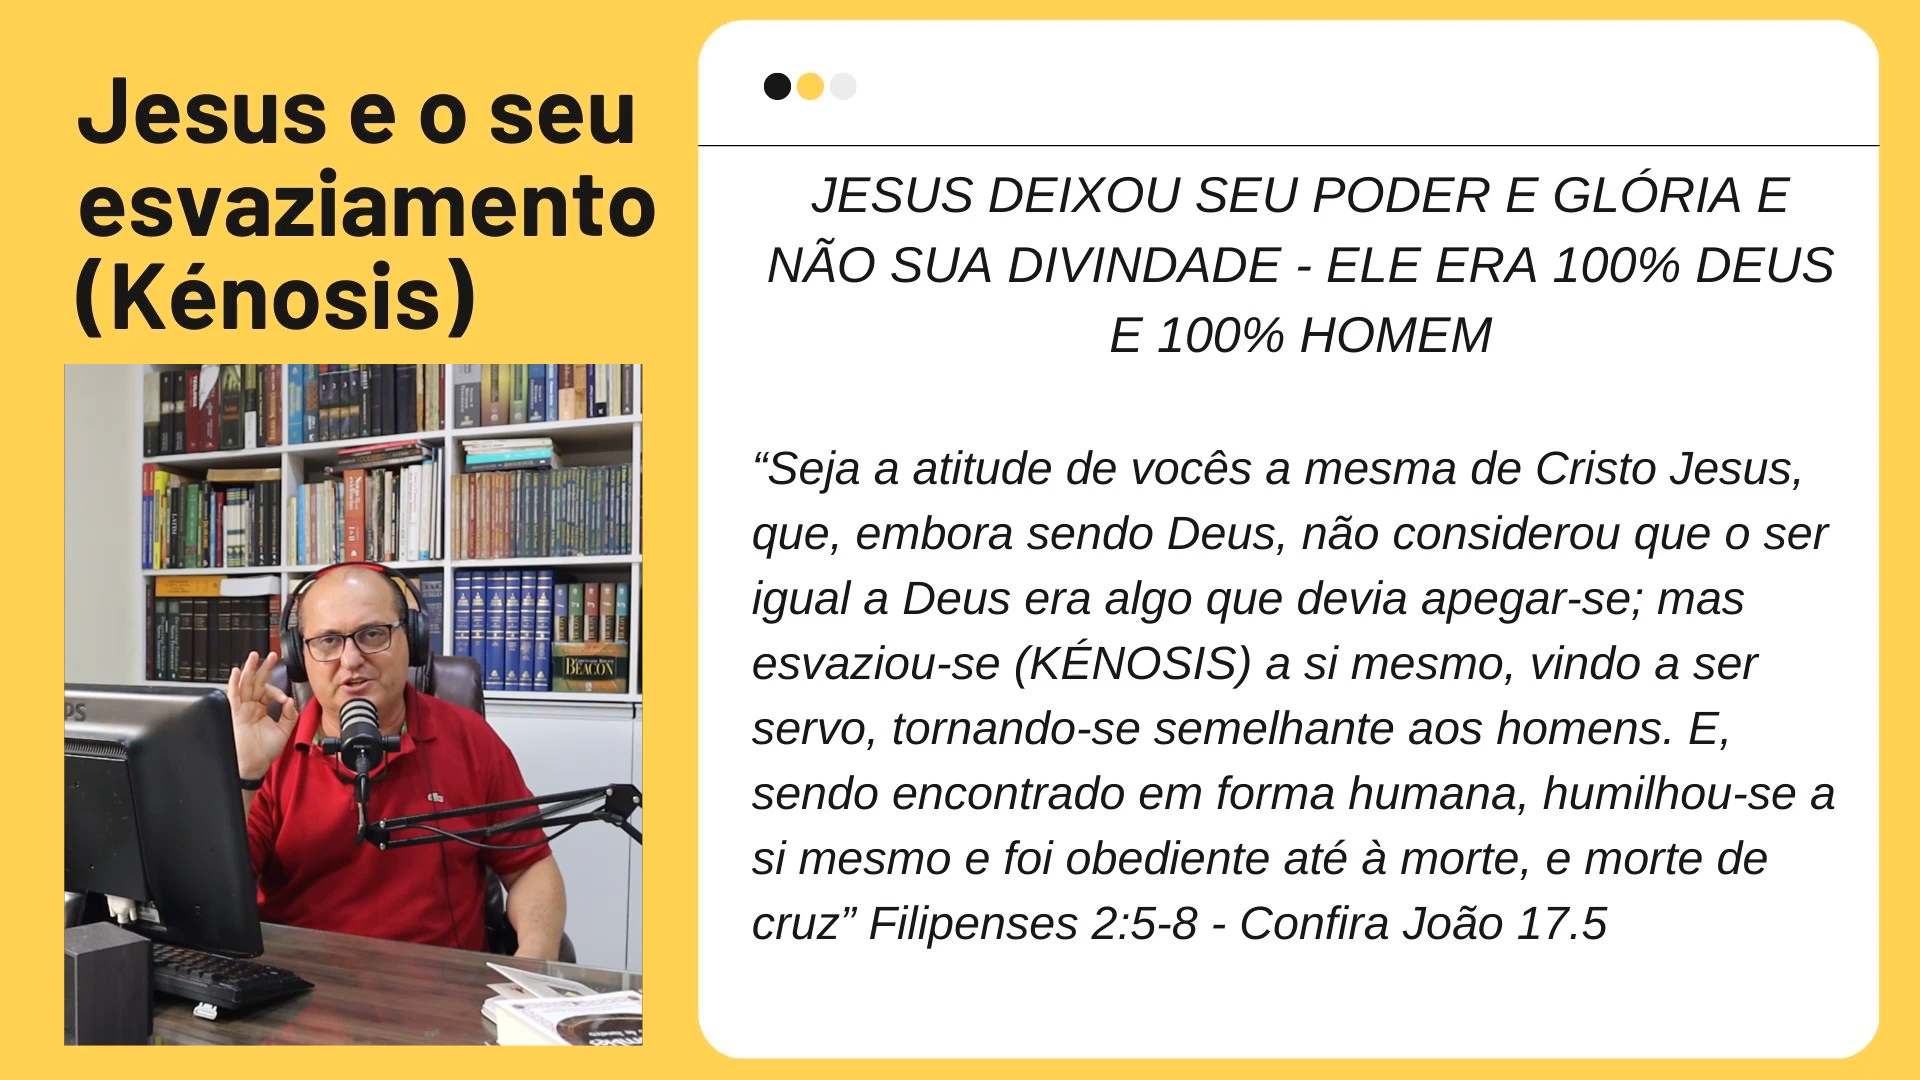 Jesus e o seu
esvaziamento
(Kénosis)
JESUS DEIXOU SEU PODER E GLÓRIA E
NÃO SUA DIVINDADE - ELE ERA 100% DEUS
E 100% HOMEM
“Seja a atitude de vocês a mesma de Cristo Jesus,
que, embora sendo Deus, não considerou que o ser
igual a Deus era algo que devia apegar-se; mas
esvaziou-se (KÉNOSIS) a si mesmo, vindo a ser
servo, tornando-se semelhante aos homens. E,
sendo encontrado em forma humana, humilhou-se a
si mesmo e foi obediente até à morte, e morte de
cruz” Filipenses 2:5-8 - Confira João 17.5
BEACON